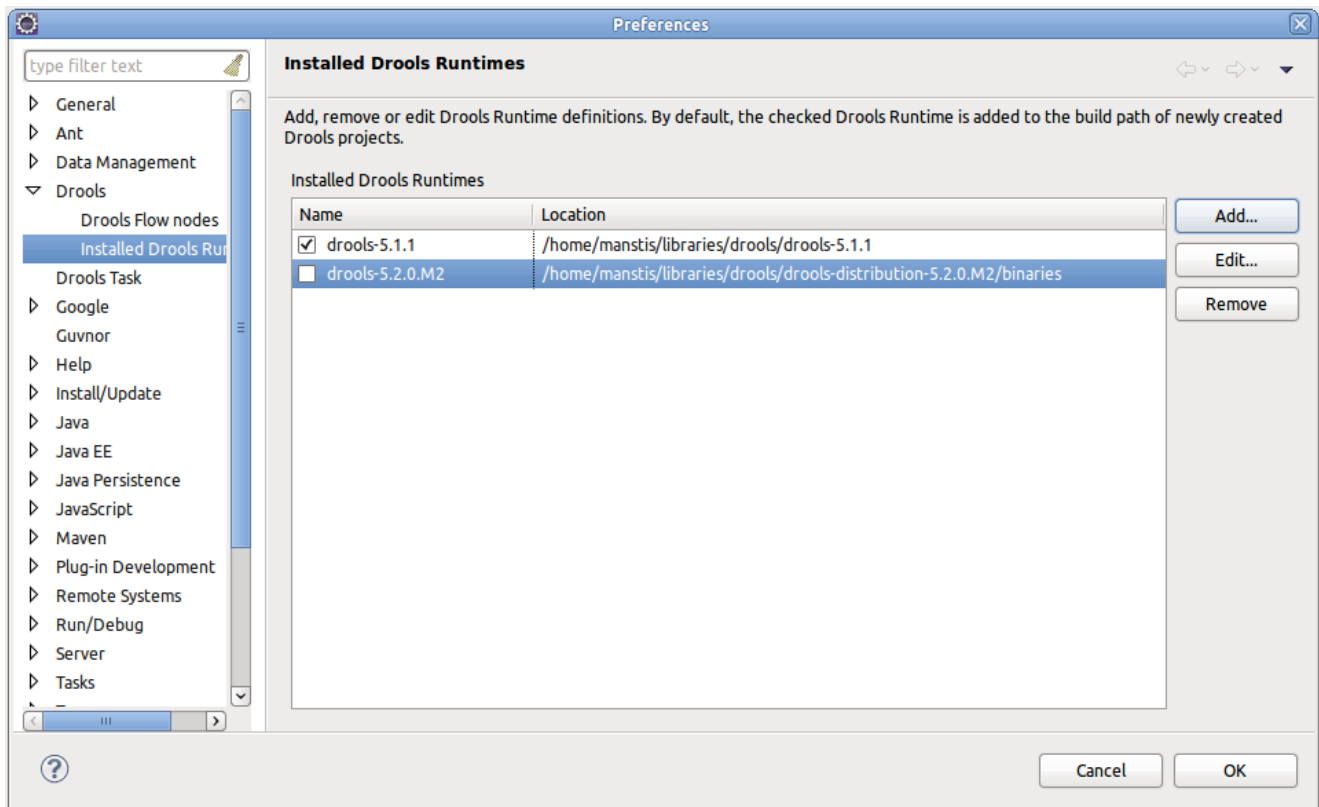 Preferences
type filter text
Installed Drools Runtimes
General
Ant
Data Management
Drools
Drools Flow nodes
Installed Drools Rur
Drools Task
Google
Guvnor
Help
Install/Update
Java
Java EE
Java Persistence
JavaScript
Maven
Plug-in Development
Remote Systems
Run/Debug
Server
Tasks
Add, remove or edit Drools Runtime definitions. By default, the checked Drools Runtime is added to the build path of newly created
Drools projects.
Installed Drools Runtimes
Name Location
drools-5.1.1 /home/manstis/libraries/drools/drools-5.1.1
drools-5.2.0.M2 /home/manstis/libraries/drools/drools-distribution-5.2.0.M2/binaries
Add...
Edit...
Remove
Cancel OK